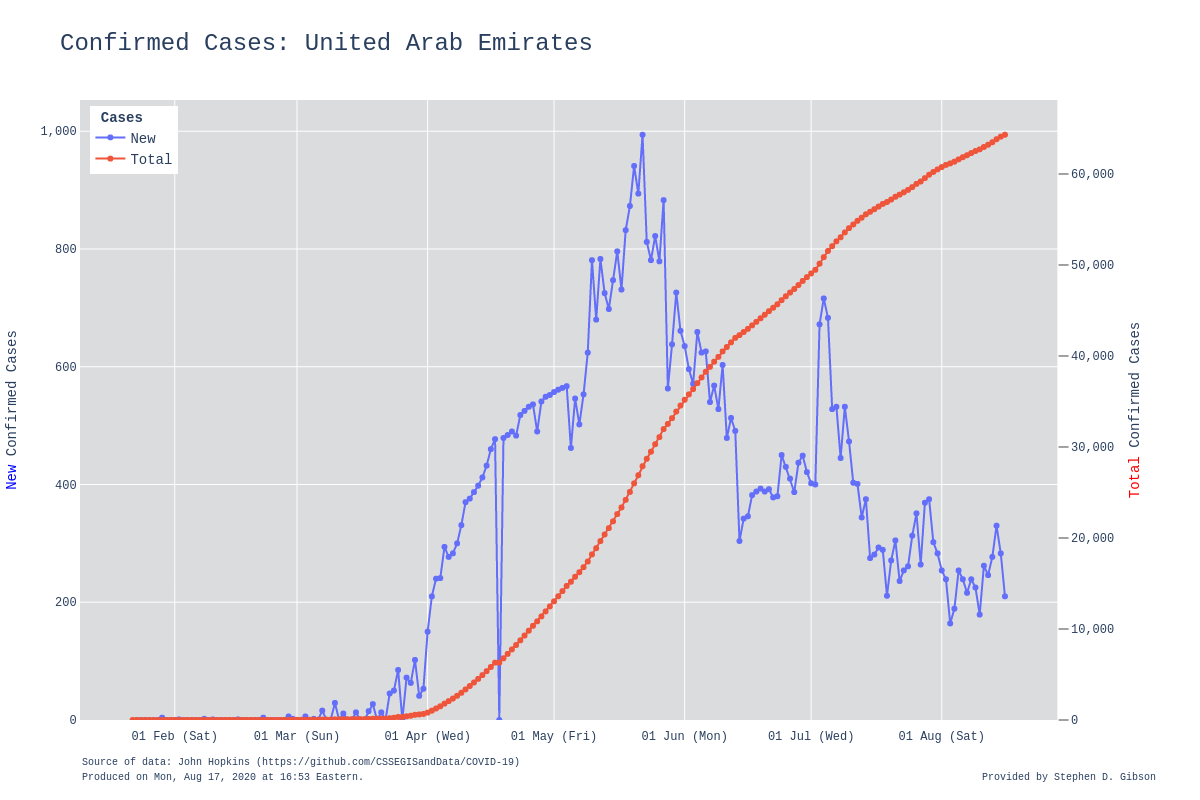 Confirmed Cases: United Arab Emirates
Cases
New
Total
1,000
800
600
400
200
0
New Confirmed Cases
60,000
50,000
40,000
30,000
20,000
10,000
0
Total Confirmed Cases
01 Feb (Sat) 01 Mar (Sun) 01 Apr (Wed) 01 May (Fri) 01 Jun (Mon) 01 Jul (Wed) 01 Aug (Sat)
Source of data: John Hopkins (https://github.com/CSSEGISandData/COVID-19)
Produced on Mon, Aug 17, 2020 at 16:53 Eastern.
Provided by Stephen D. Gibson